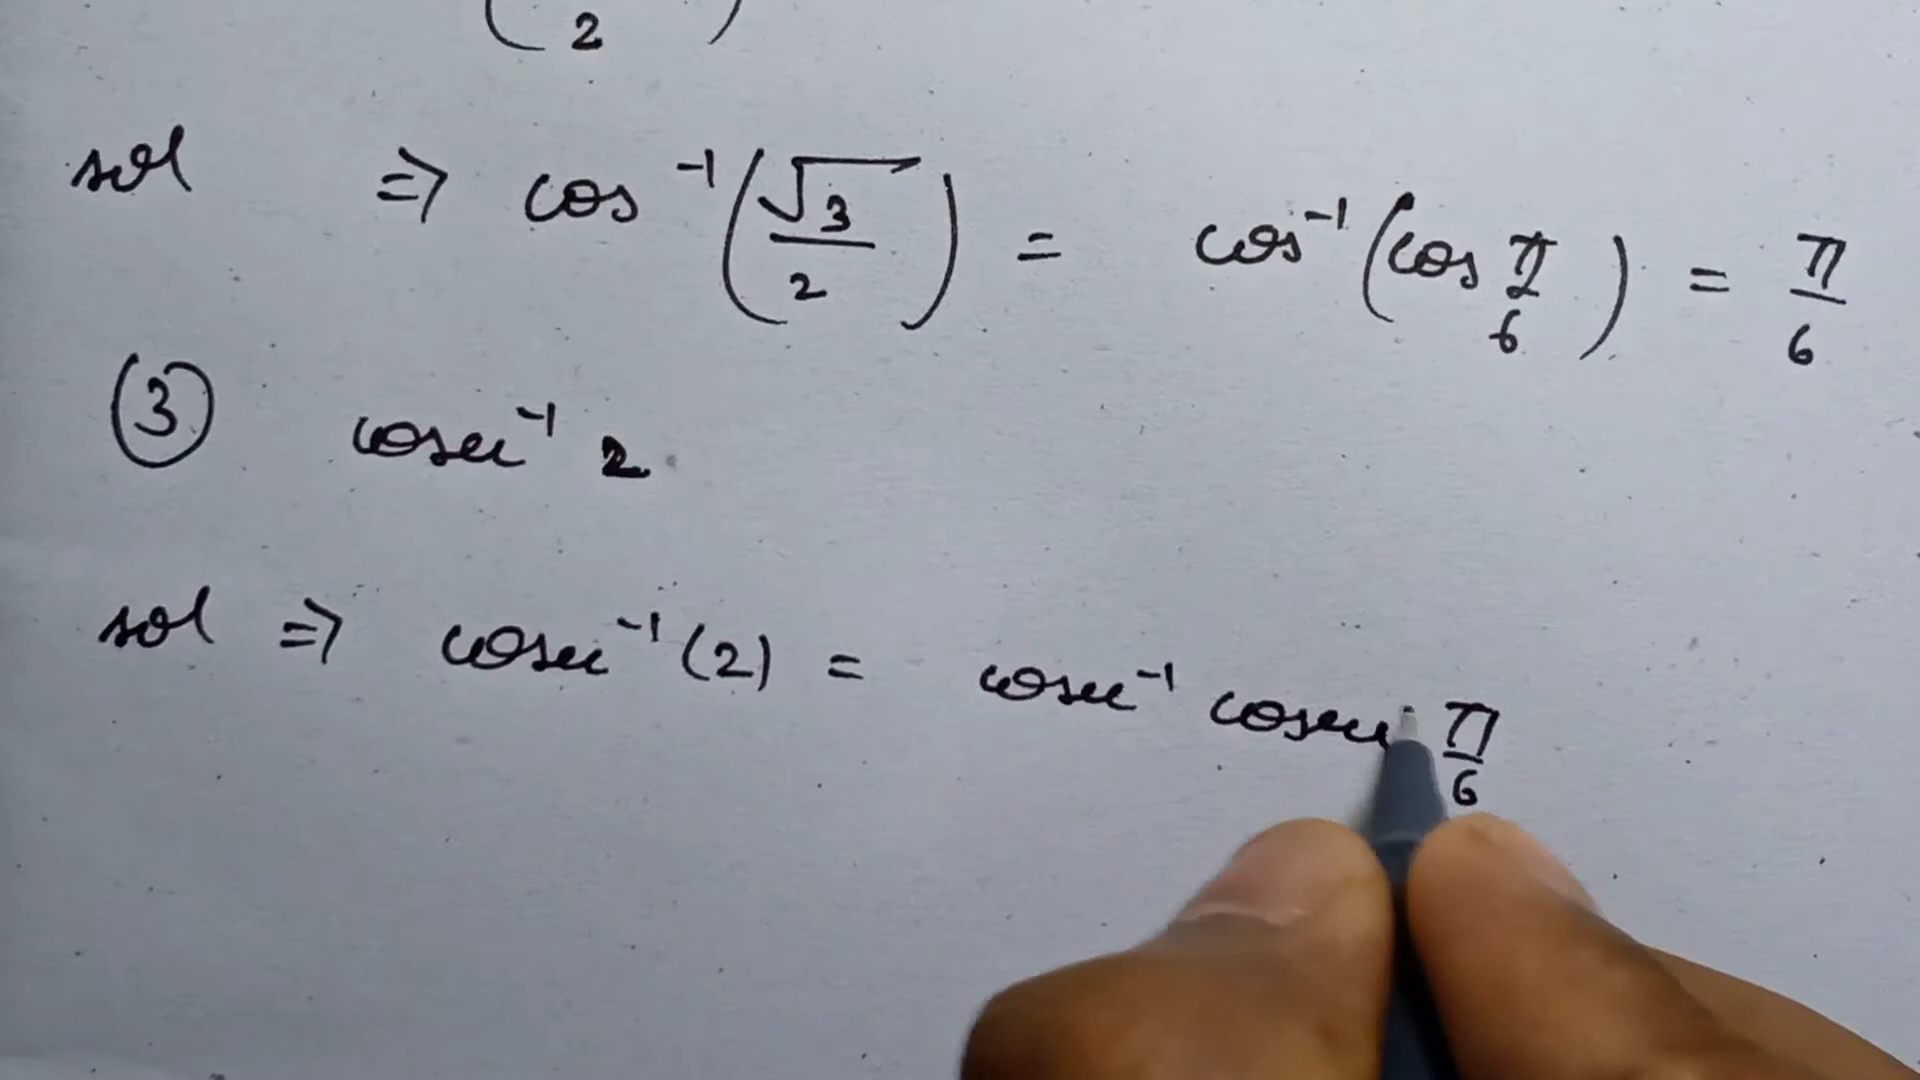 ( 2 )
sol ⇒ cos⁻¹(√3/2) = cos⁻¹(cos π/6) = π/6
③ cosec⁻¹ 2
sol ⇒ cosec⁻¹(2) = cosec⁻¹ cosec π/6